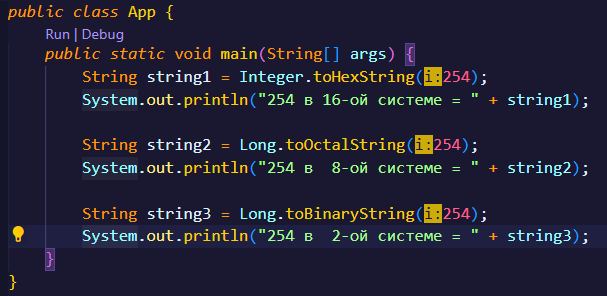 public class App {
Run | Debug
public static void main(String[] args) {
String string1 = Integer.toHexString(i:254);
System.out.println("254 в 16-ой системе = " + string1);
String string2 = Long.toOctalString(i:254);
System.out.println("254 в  8-ой системе = " + string2);
String string3 = Long.toBinaryString(i:254);
System.out.println("254 в  2-ой системе = " + string3);
}
}